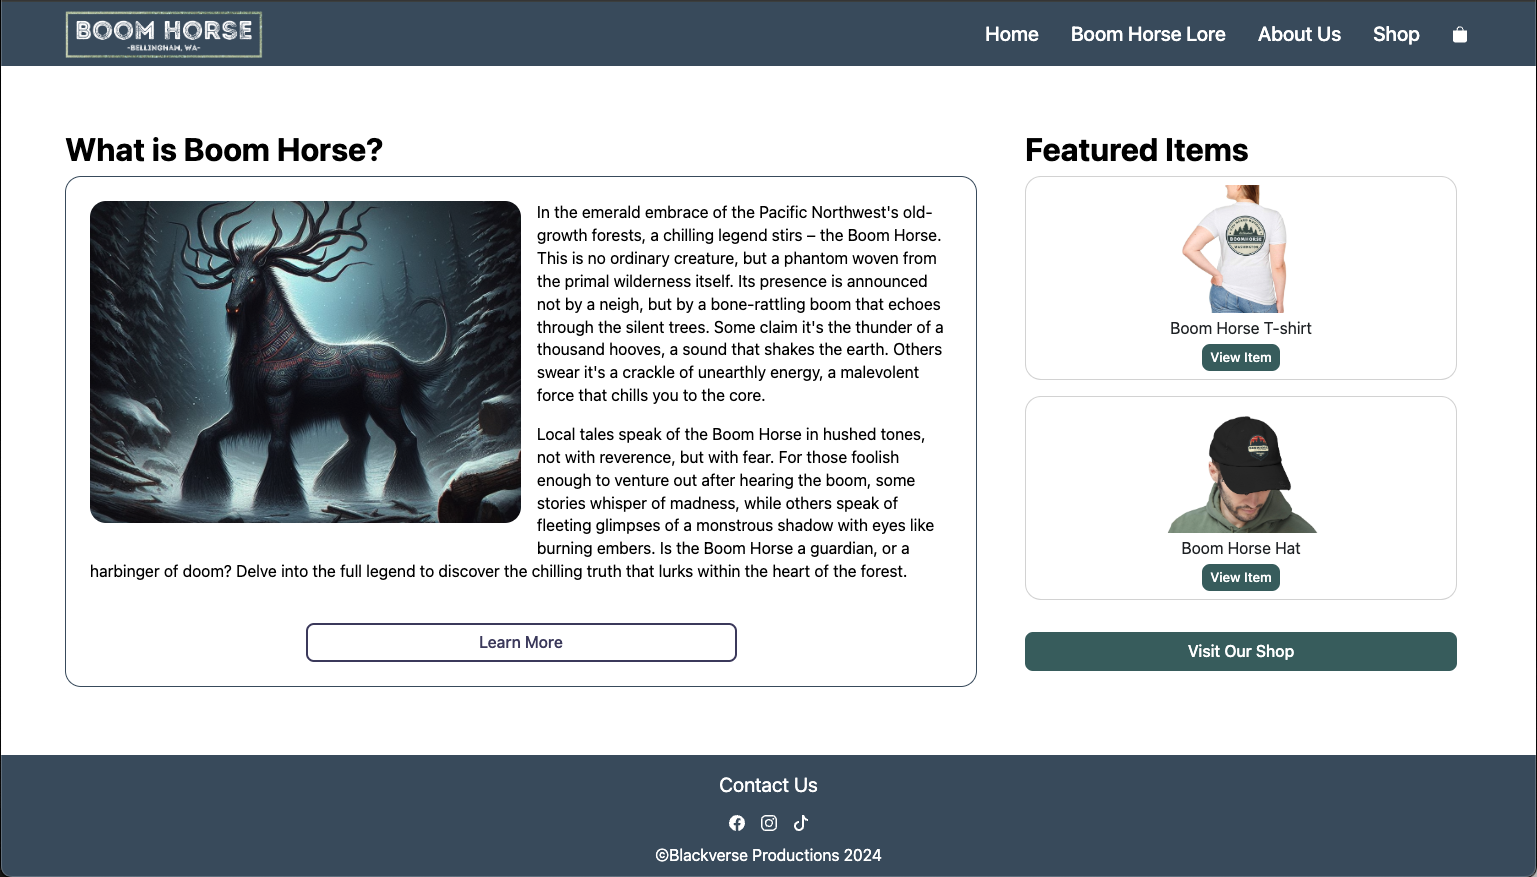 BOOM HORSE
-BELLINGHAM, WA-
Home
Boom Horse Lore
About Us
Shop
What is Boom Horse?
In the emerald embrace of the Pacific Northwest's old-
growth forests, a chilling legend stirs – the Boom Horse.
This is no ordinary creature, but a phantom woven from
the primal wilderness itself. Its presence is announced
not by a neigh, but by a bone-rattling boom that echoes
through the silent trees. Some claim it's the thunder of a
thousand hooves, a sound that shakes the earth. Others
swear it's a crackle of unearthly energy, a malevolent
force that chills you to the core.
Local tales speak of the Boom Horse in hushed tones,
not with reverence, but with fear. For those foolish
enough to venture out after hearing the boom, some
stories whisper of madness, while others speak of
fleeting glimpses of a monstrous shadow with eyes like
burning embers. Is the Boom Horse a guardian, or a
harbinger of doom? Delve into the full legend to discover the chilling truth that lurks within the heart of the forest.
Learn More
Featured Items
BOOMHORSE
Boom Horse T-shirt
View Item
Boom Horse Hat
View Item
Visit Our Shop
Contact Us
©Blackverse Productions 2024